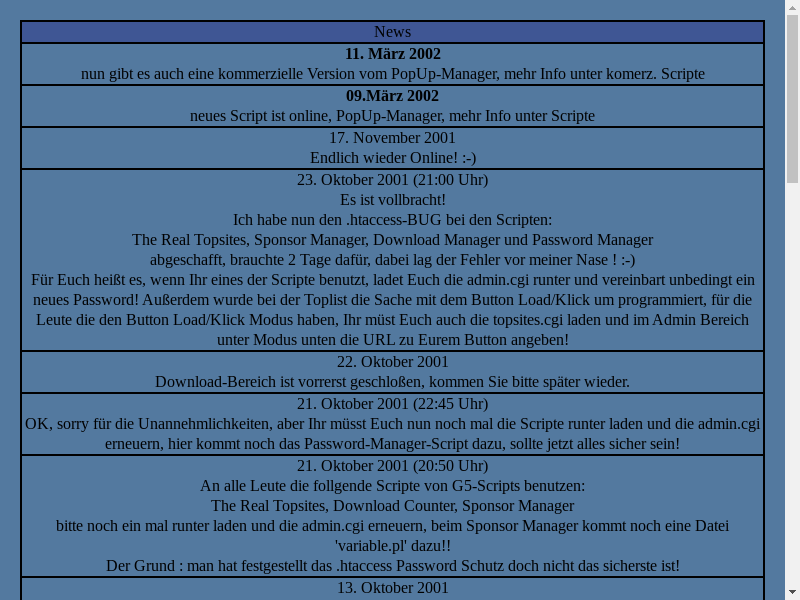 News
11. März 2002
nun gibt es auch eine kommerzielle Version vom PopUp-Manager, mehr Info unter komerz. Scripte
09.März 2002
neues Script ist online, PopUp-Manager, mehr Info unter Scripte
17. November 2001
Endlich wieder Online! :-)
23. Oktober 2001 (21:00 Uhr)
Es ist vollbracht!
Ich habe nun den .htaccess-BUG bei den Scripten:
The Real Topsites, Sponsor Manager, Download Manager und Password Manager
abgeschafft, brauchte 2 Tage dafür, dabei lag der Fehler vor meiner Nase ! :-)
Für Euch heißt es, wenn Ihr eines der Scripte benutzt, ladet Euch die admin.cgi runter und vereinbart unbedingt ein
neues Password! Außerdem wurde bei der Toplist die Sache mit dem Button Load/Klick um programmiert, für die
Leute die den Button Load/Klick Modus haben, Ihr müst Euch auch die topsites.cgi laden und im Admin Bereich
unter Modus unten die URL zu Eurem Button angeben!
22. Oktober 2001
Download-Bereich ist vorrerst geschloßen, kommen Sie bitte später wieder.
21. Oktober 2001 (22:45 Uhr)
OK, sorry für die Unannehmlichkeiten, aber Ihr müsst Euch nun noch mal die Scripte runter laden und die admin.cgi
erneuern, hier kommt noch das Password-Manager-Script dazu, sollte jetzt alles sicher sein!
21. Oktober 2001 (20:50 Uhr)
An alle Leute die follgende Scripte von G5-Scripts benutzen:
The Real Topsites, Download Counter, Sponsor Manager
bitte noch ein mal runter laden und die admin.cgi erneuern, beim Sponsor Manager kommt noch eine Datei
'variable.pl' dazu!!
Der Grund : man hat festgestellt das .htaccess Password Schutz doch nicht das sicherste ist!
13. Oktober 2001